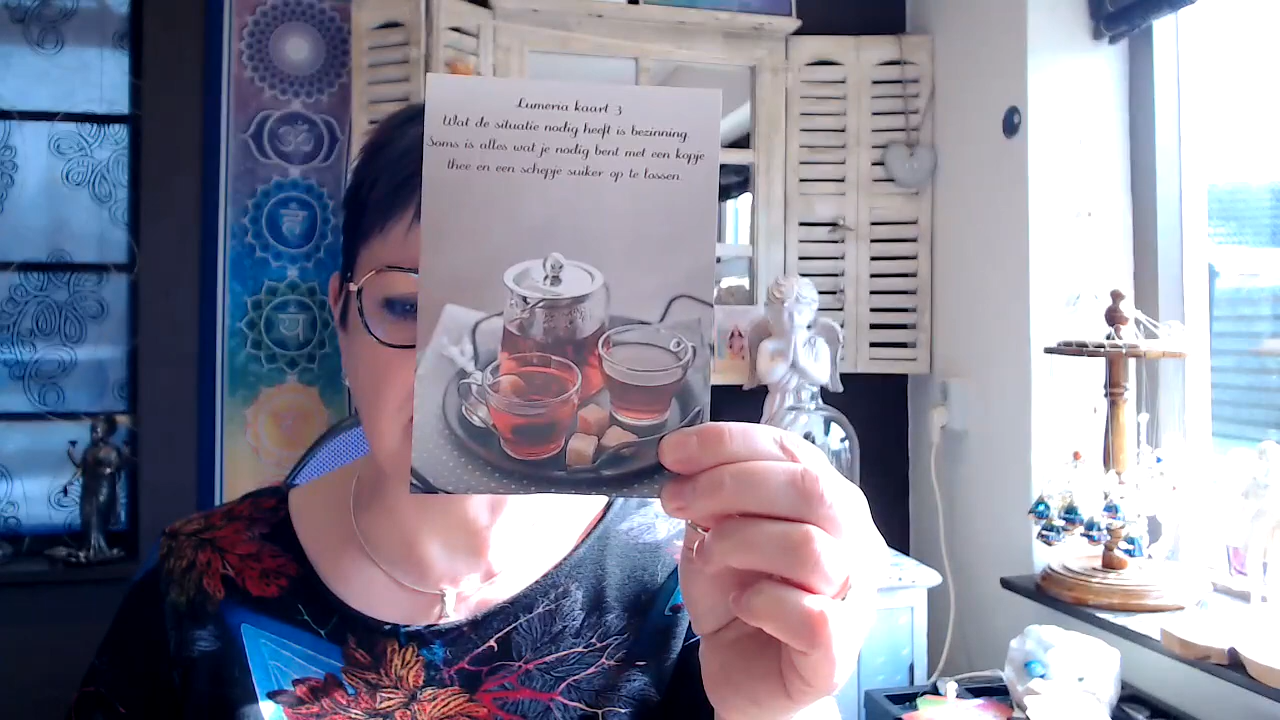 Lumeria kaart 3
Wat de situatie nodig heeft is bezinning.
Soms is alles wat je nodig bent met een kopje
thee en een schepje suiker op te lossen.